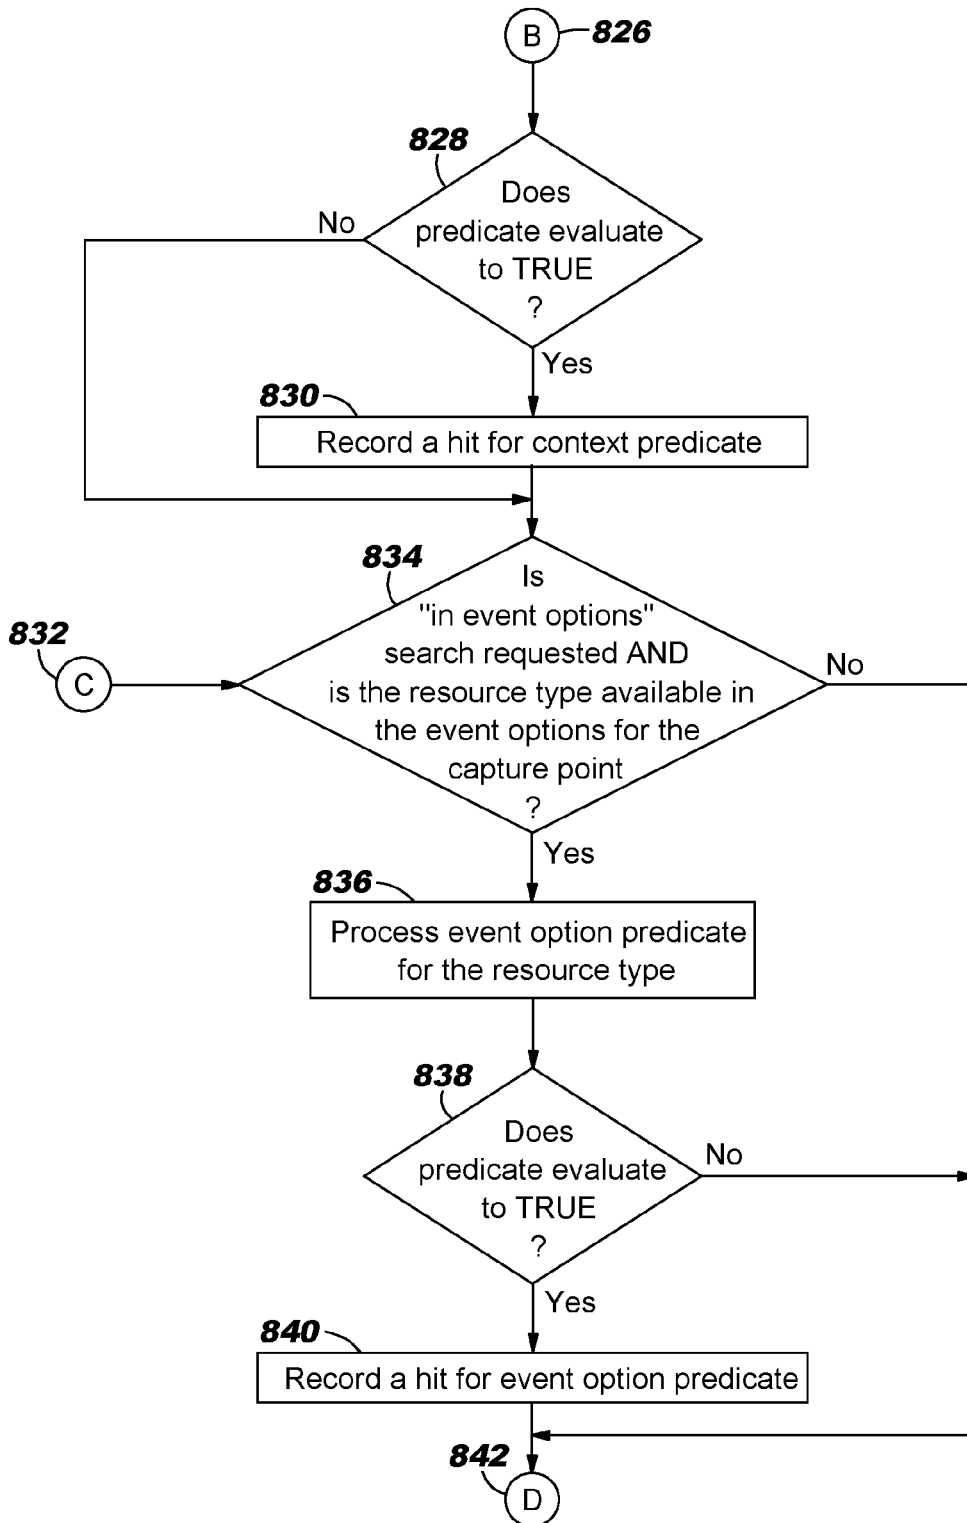 B
826
828
Does
predicate evaluate
to TRUE
?
No
Yes
830
Record a hit for context predicate
834
Is
"in event options"
search requested AND
is the resource type available in
the event options for the
capture point
?
832
C
No
Yes
836
Process event option predicate
for the resource type
838
Does
predicate evaluate
to TRUE
?
No
Yes
840
Record a hit for event option predicate
842
D